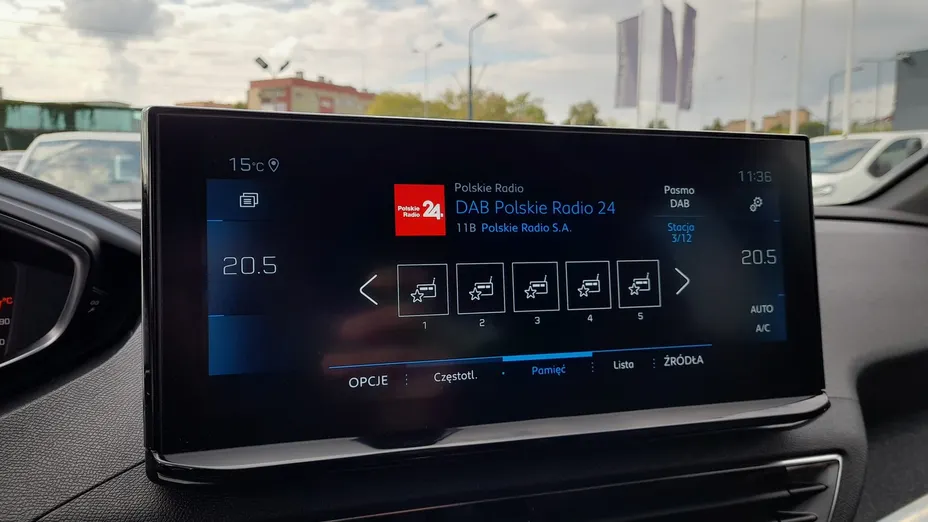 15°C
11:36
Polskie Radio 24
Polskie Radio
DAB Polskie Radio 24
11B Polskie Radio S.A.
Pasmo
DAB
Stacja
3/12
20.5
20.5
1 2 3 4 5
AUTO
A/C
OPCJE Częstotl. Pamięć Lista ŹRÓDŁA
°C
90